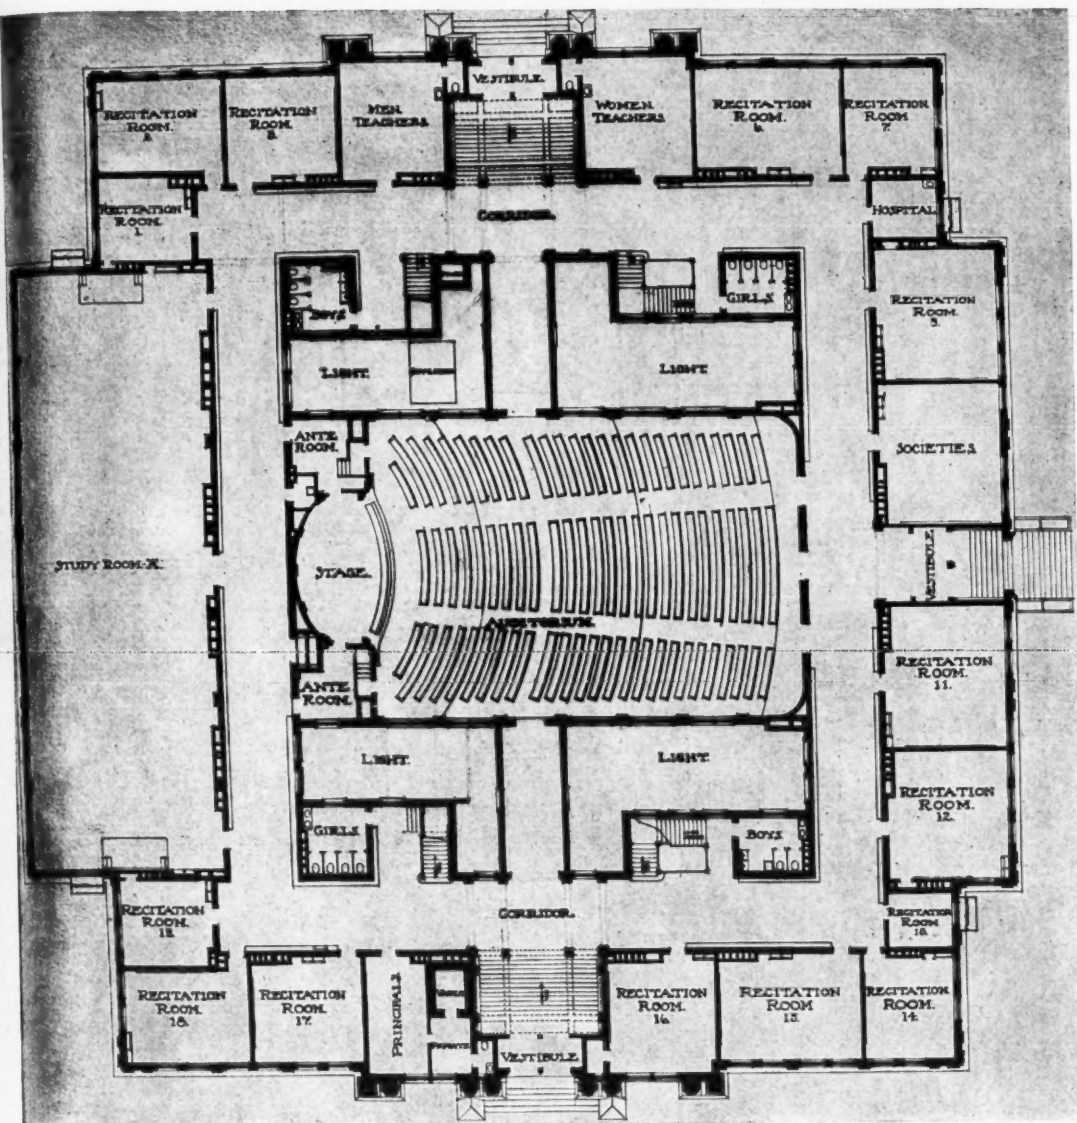 VESTIBULE.
RECITATION
ROOM.
RECITATION
ROOM.
MEN
TEACHERS
WOMEN
TEACHERS
RECITATION
ROOM.
6.
RECITATION
ROOM
7.
RECITATION
ROOM.
1.
CORRIDOR.
HOSPITAL
BOYS
GIRLS
RECITATION
ROOM.
LIGHT.
LIGHT.
ANTE
ROOM.
SOCIETIES
STUDY ROOM-A.
STAGE.
VESTIBULE
AUDITORIUM.
ANTE
ROOM.
RECITATION
ROOM.
11.
LIGHT.
LIGHT.
RECITATION
ROOM.
12.
GIRLS
BOYS
RECITATION
ROOM.
CORRIDOR.
RECITATION
ROOM
RECITATION
ROOM.
RECITATION
ROOM.
17.
PRINCIPALS
PRIVATE
RECITATION
ROOM.
16.
RECITATION
ROOM
RECITATION
ROOM.
14.
VESTIBULE